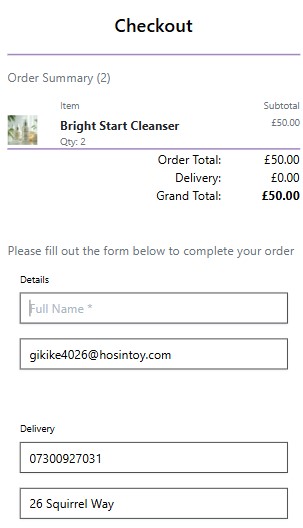 Checkout
Order Summary (2)
Item Subtotal
Bright Start Cleanser £50.00
Qty: 2
Order Total: £50.00
Delivery: £0.00
Grand Total: £50.00
Please fill out the form below to complete your order
Details
Full Name *
gikike4026@hosintoy.com
Delivery
07300927031
26 Squirrel Way